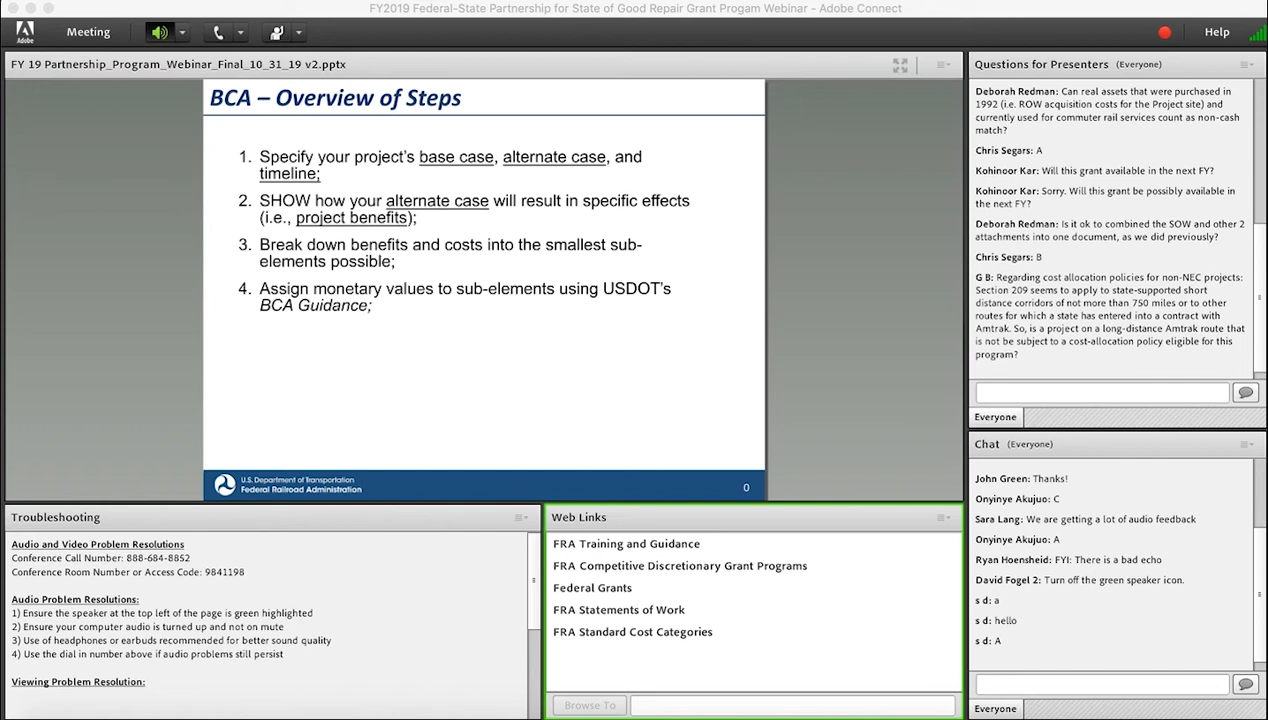 FY2019 Federal-State Partnership for State of Good Repair Grant Progam Webinar - Adobe Connect
Adobe
Meeting
Help
FY 19 Partnership_Program_Webinar_Final_10_31_19 v2.pptx
BCA – Overview of Steps
1. Specify your project's base case, alternate case, and
timeline;
2. SHOW how your alternate case will result in specific effects
(i.e., project benefits);
3. Break down benefits and costs into the smallest sub-
elements possible;
4. Assign monetary values to sub-elements using USDOT's
BCA Guidance;
U.S. Department of Transportation
Federal Railroad Administration
0
Questions for Presenters (Everyone)
Deborah Redman: Can real assets that were purchased in
1992 (i.e. ROW acquisition costs for the Project site) and
currently used for commuter rail services count as non-cash
match?
Chris Segars: A
Kohinoor Kar: Will this grant available in the next FY?
Kohinoor Kar: Sorry. Will this grant be possibly available in
the next FY?
Deborah Redman: Is it ok to combined the SOW and other 2
attachments into one document, as we did previously?
Chris Segars: B
G B: Regarding cost allocation policies for non-NEC projects:
Section 209 seems to apply to state-supported short
distance corridors of not more than 750 miles or to other
routes for which a state has entered into a contract with
Amtrak. So, is a project on a long-distance Amtrak route that
is not be subject to a cost-allocation policy eligible for this
program?
Everyone
Chat (Everyone)
John Green: Thanks!
Onyinye Akujuo: C
Sara Lang: We are getting a lot of audio feedback
Onyinye Akujuo: A
Ryan Hoensheid: FYI: There is a bad echo
David Fogel 2: Turn off the green speaker icon.
s d: a
s d: hello
s d: A
Everyone
Troubleshooting
Audio and Video Problem Resolutions
Conference Call Number: 888-684-8852
Conference Room Number or Access Code: 9841198
Audio Problem Resolutions:
1) Ensure the speaker at the top left of the page is green highlighted
2) Ensure your computer audio is turned up and not on mute
3) Use of headphones or earbuds recommended for better sound quality
4) Use the dial in number above if audio problems still persist
Viewing Problem Resolution:
Web Links
FRA Training and Guidance
FRA Competitive Discretionary Grant Programs
Federal Grants
FRA Statements of Work
FRA Standard Cost Categories
Browse To